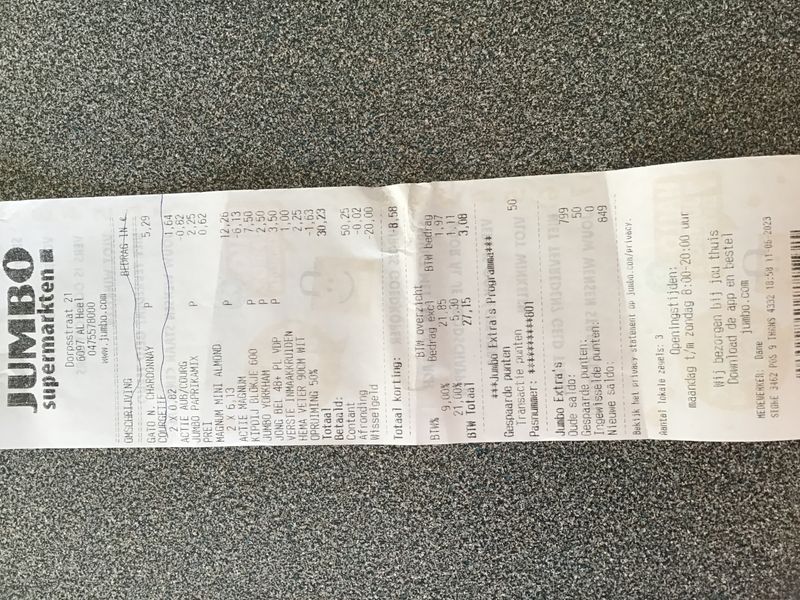 JUMBO
supermarkten
Dorpsstraat 21
6097 AL Heel
0475578000
www.jumbo.com
OMSCHRIJVING BEDRAG IN €
GATO N. CHARDONNAY P 5,29
COURGETTE
2 X 0,82 1,64
ACTIE AUB/COURG -0,82
JUMBO PAPRIKAMIX 2,25
PREI 0,62
MAGNUM MINI ALMOND P
2 X 6,13 12,26
ACTIE MAGNUM -6,13
KIPDIJ BLOKJE 600 P 7,50
JUMBO GORKHAM P 2,50
JONG BEL 48+ PL VDP P 3,50
VERSTE INMAAKKRUIDEN 1,00
HEMA VETER 90CM WIT 2,25
OPRUIMING 50% -1,63
Totaal 30,23
Betaald:
Contant 50,25
Afronding -0,02
Wisselgeld -20,00
Totaal korting: 8,58
BTW overzicht
BTW% Bedrag excl BTW bedrag
9,00% 21,85 1,97
21,00% 5,30 1,11
BTW Totaal 27,15 3,08
***Jumbo Extra's Programma***
Gespaarde punten
Transactie punten 50
Pasnummer: *********801
Jumbo Extra's
Oude saldo: 799
Gespaarde punten: 50
Ingewisselde punten: 0
Nieuwe saldo: 849
Bekijk het privacy statement op jumbo.com/privacy.
Aantal lokale zegels: 3
Openingstijden:
maandag t/m zondag 8:00-20:00 uur
Wij bezorgen bij jou thuis
Download de app en bestel
jumbo.com
MEDEWERKER: Dame
STORE 3462 POS 9 TRANS 4332 18:58 11-06-2023